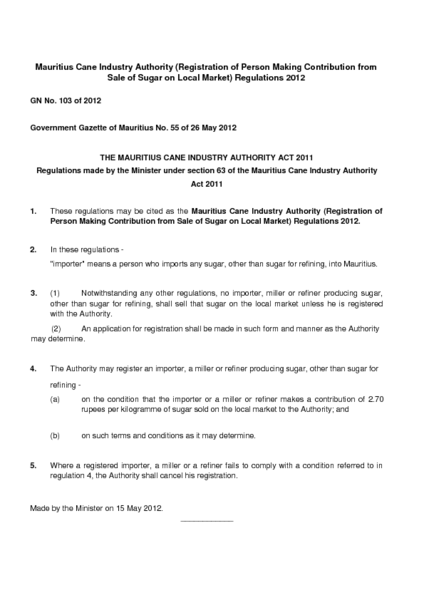 Mauritius Cane Industry Authority (Registration of Person Making Contribution from
Sale of Sugar on Local Market) Regulations 2012
GN No. 103 of 2012
Government Gazette of Mauritius No. 55 of 26 May 2012
THE MAURITIUS CANE INDUSTRY AUTHORITY ACT 2011
Regulations made by the Minister under section 63 of the Mauritius Cane Industry Authority
Act 2011
1. These regulations may be cited as the Mauritius Cane Industry Authority (Registration of
Person Making Contribution from Sale of Sugar on Local Market) Regulations 2012.
2. In these regulations -
"importer" means a person who imports any sugar, other than sugar for refining, into Mauritius.
3. (1) Notwithstanding any other regulations, no importer, miller or refiner producing sugar,
other than sugar for refining, shall sell that sugar on the local market unless he is registered
with the Authority.
(2) An application for registration shall be made in such form and manner as the Authority
may determine.
4. The Authority may register an importer, a miller or refiner producing sugar, other than sugar for
refining -
(a) on the condition that the importer or a miller or refiner makes a contribution of 2.70
rupees per kilogramme of sugar sold on the local market to the Authority; and
(b) on such terms and conditions as it may determine.
5. Where a registered importer, a miller or a refiner fails to comply with a condition referred to in
regulation 4, the Authority shall cancel his registration.
Made by the Minister on 15 May 2012.